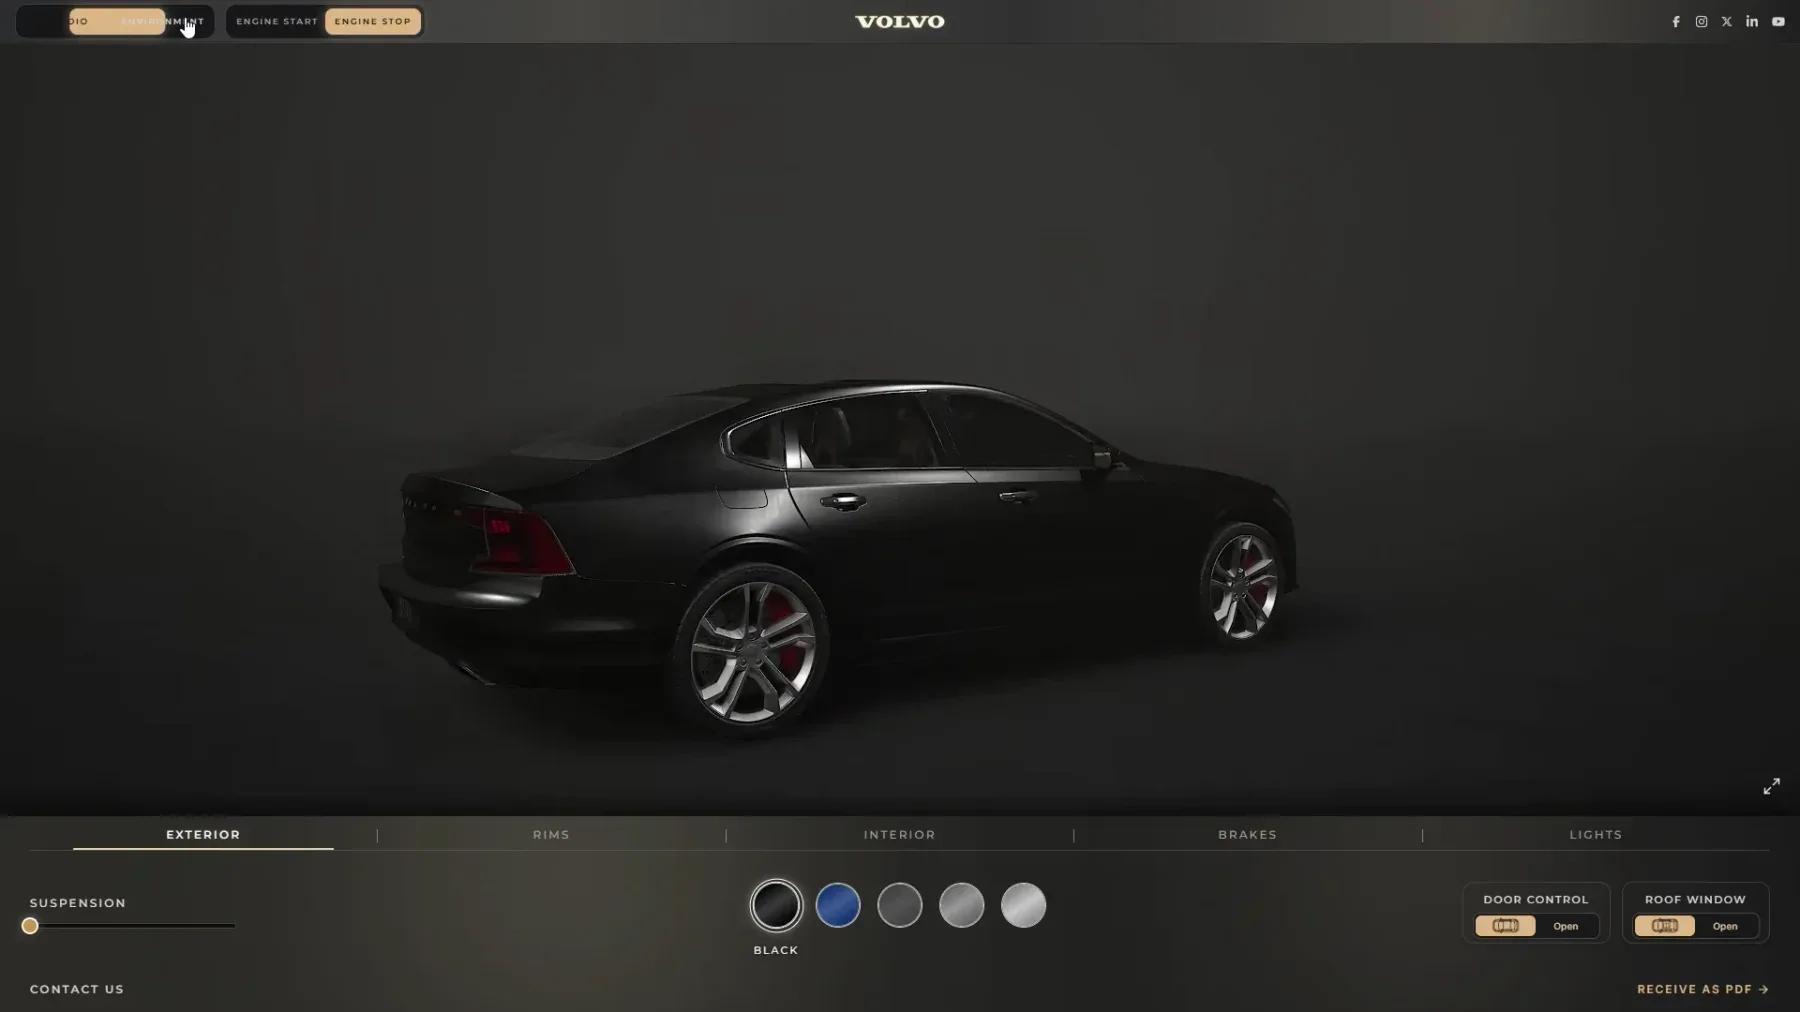 ENVIRONMENT
ENGINE START
ENGINE STOP
VOLVO
EXTERIOR
RIMS
INTERIOR
BRAKES
LIGHTS
SUSPENSION
BLACK
DOOR CONTROL
Open
ROOF WINDOW
Open
CONTACT US
RECEIVE AS PDF